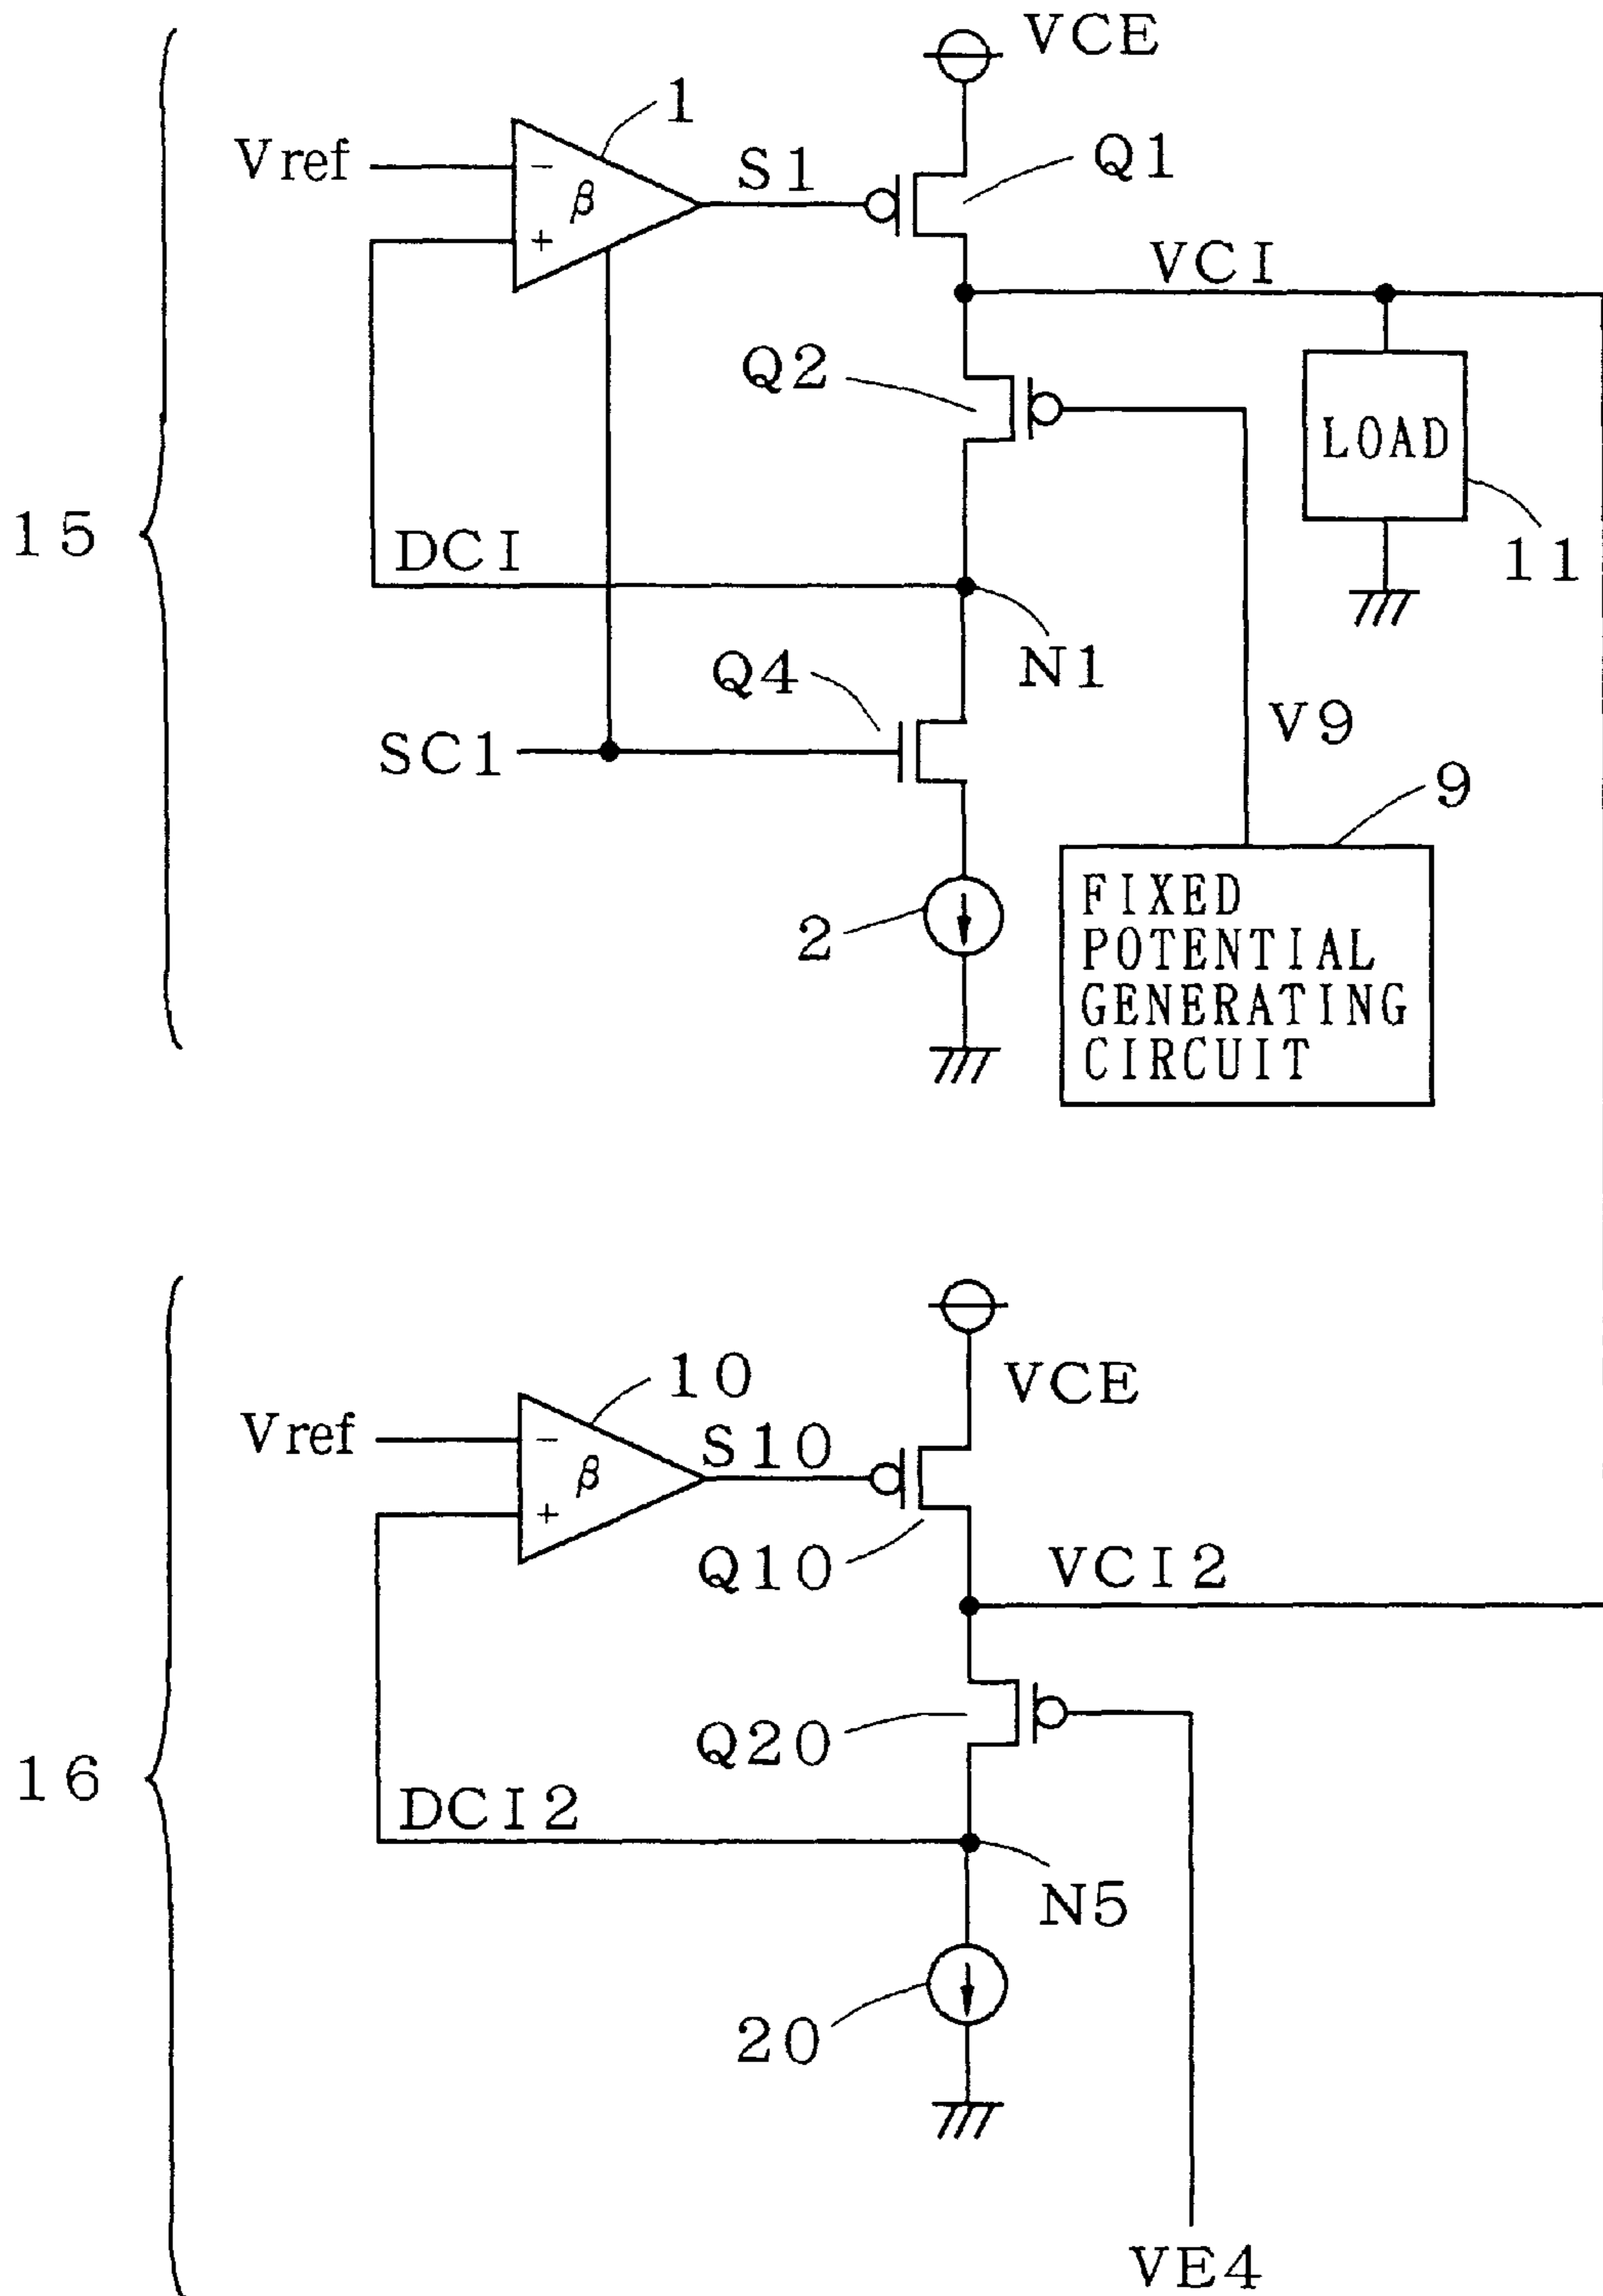 VCE
1
Vref
−
β
+
S1
Q1
VCI
Q2
LOAD
15
DCI
11
N1
Q4
V9
SC1
9
2
FIXED
POTENTIAL
GENERATING
CIRCUIT
10
VCE
Vref
−
β
+
S10
Q10
VCI2
Q20
16
DCI2
N5
20
VE4